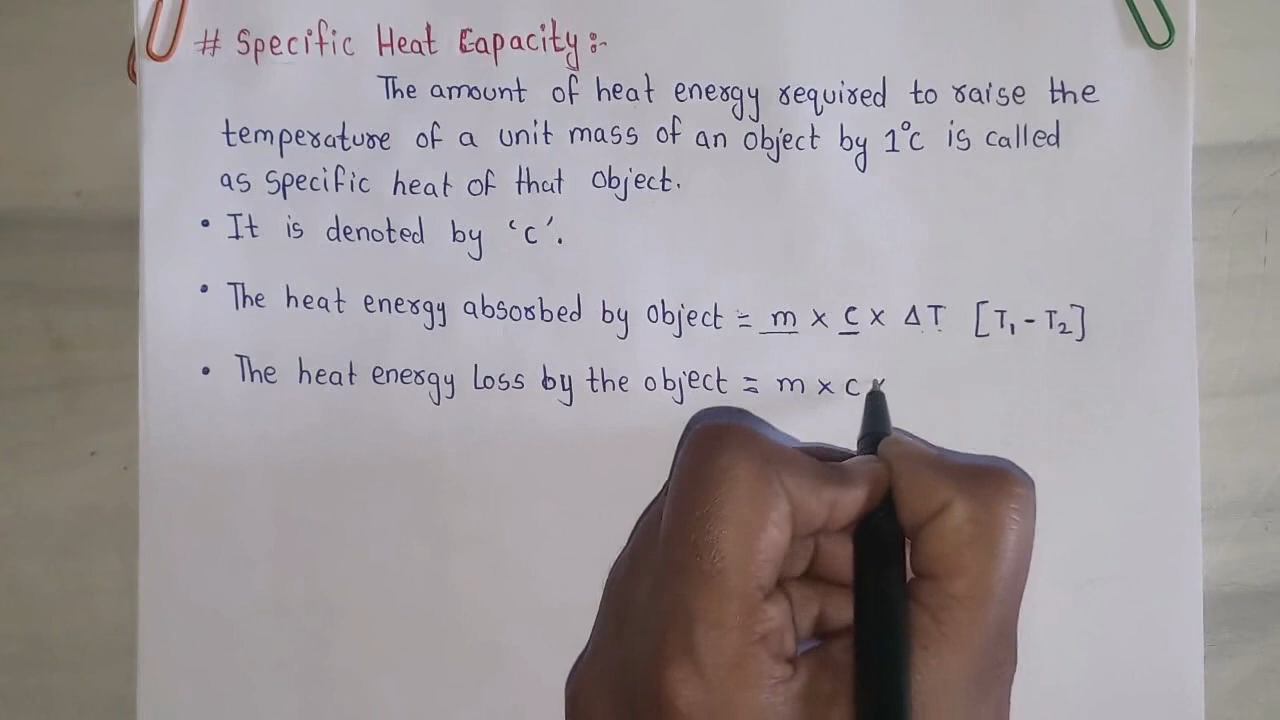 # Specific Heat Capacity :-
The amount of heat energy required to raise the
temperature of a unit mass of an object by 1°c is called
as specific heat of that object.
• It is denoted by ‘c’.
• The heat energy absorbed by object = m × c × ΔT [T₁ - T₂]
• The heat energy Loss by the object = m × c ×